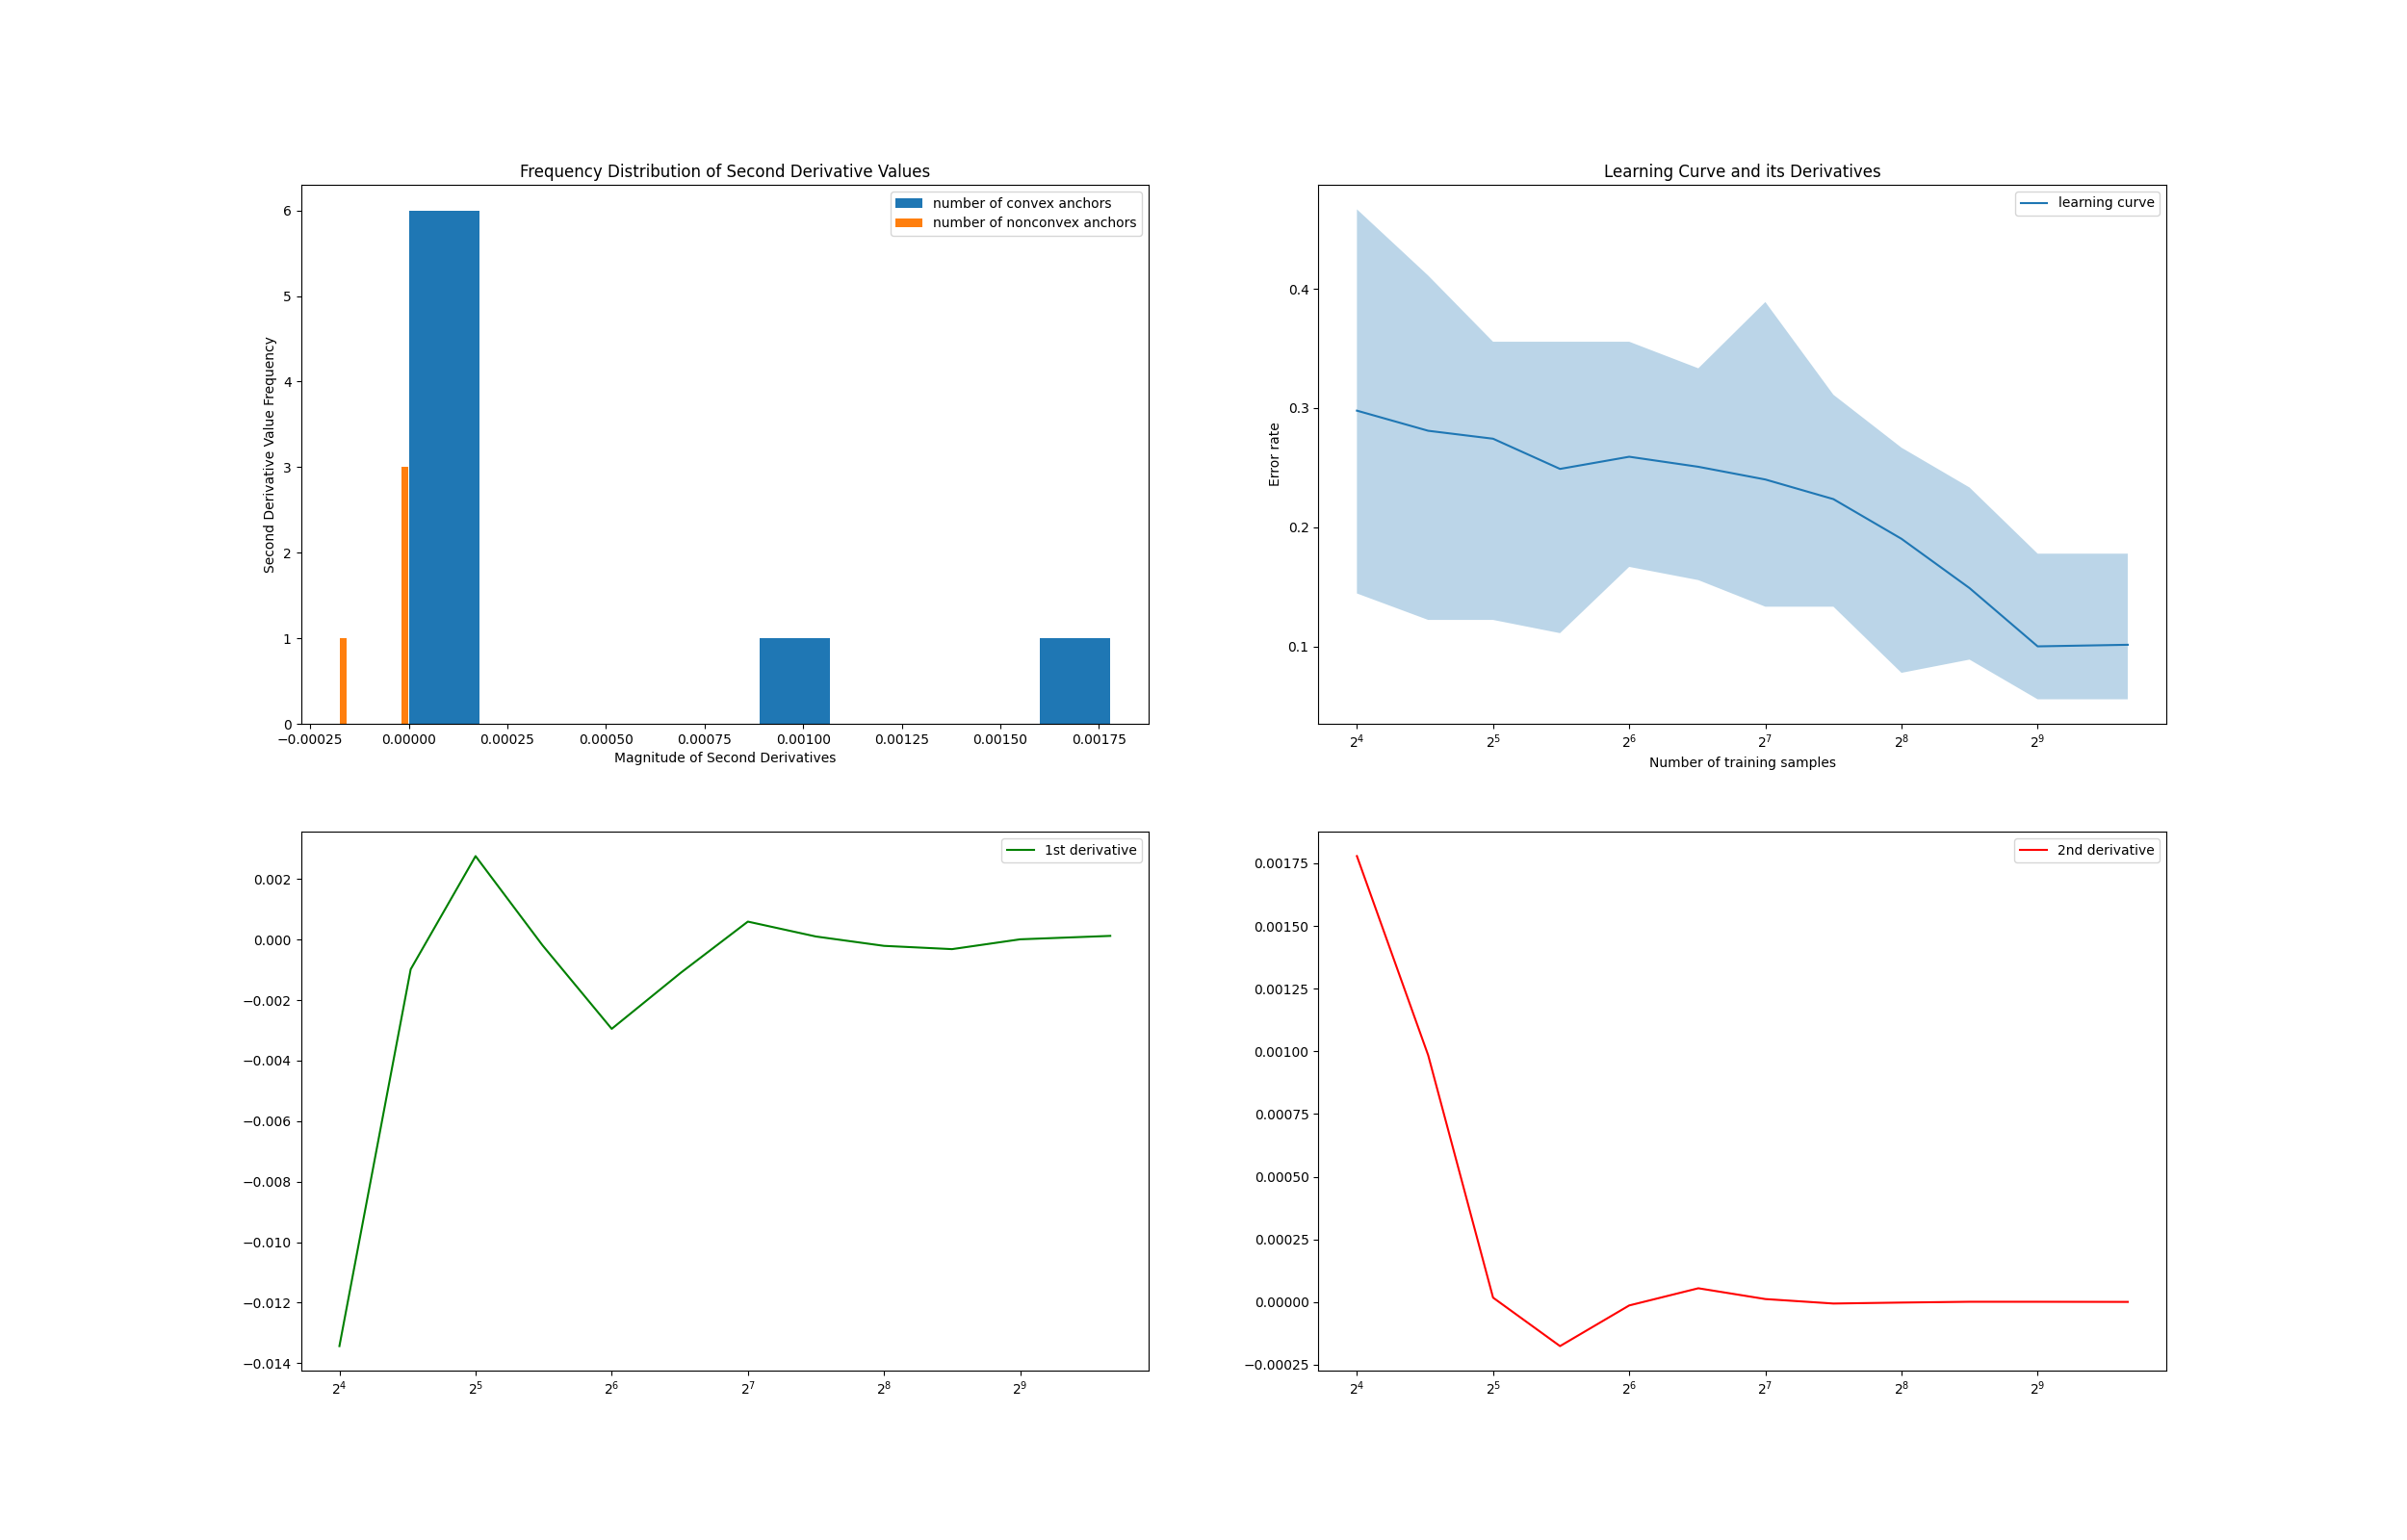 Frequency Distribution of Second Derivative Values
number of convex anchors
number of nonconvex anchors
Second Derivative Value Frequency
6
5
4
3
2
1
0
−0.00025 0.00000 0.00025 0.00050 0.00075 0.00100 0.00125 0.00150 0.00175
Magnitude of Second Derivatives
Learning Curve and its Derivatives
learning curve
Error rate
0.4
0.3
0.2
0.1
2⁴ 2⁵ 2⁶ 2⁷ 2⁸ 2⁹
Number of training samples
1st derivative
0.002
0.000
−0.002
−0.004
−0.006
−0.008
−0.010
−0.012
−0.014
2⁴ 2⁵ 2⁶ 2⁷ 2⁸ 2⁹
2nd derivative
0.00175
0.00150
0.00125
0.00100
0.00075
0.00050
0.00025
0.00000
−0.00025
2⁴ 2⁵ 2⁶ 2⁷ 2⁸ 2⁹